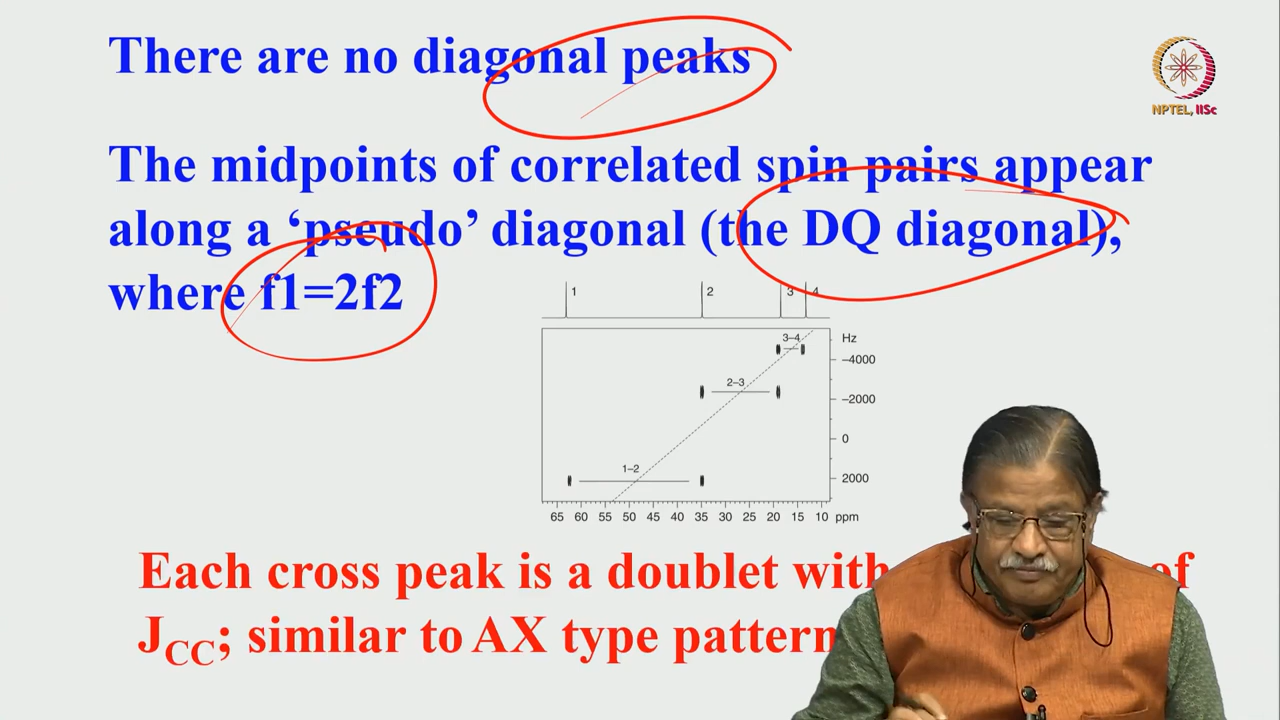 There are no diagonal peaks
NPTEL, IISc
The midpoints of correlated spin pairs appear
along a ‘pseudo’ diagonal (the DQ diagonal),
where f1=2f2
1 2 3 4
3–4
2–3
1–2
Hz
–4000
–2000
0
2000
65 60 55 50 45 40 35 30 25 20 15 10 ppm
Each cross peak is a doublet with of
JCC; similar to AX type pattern